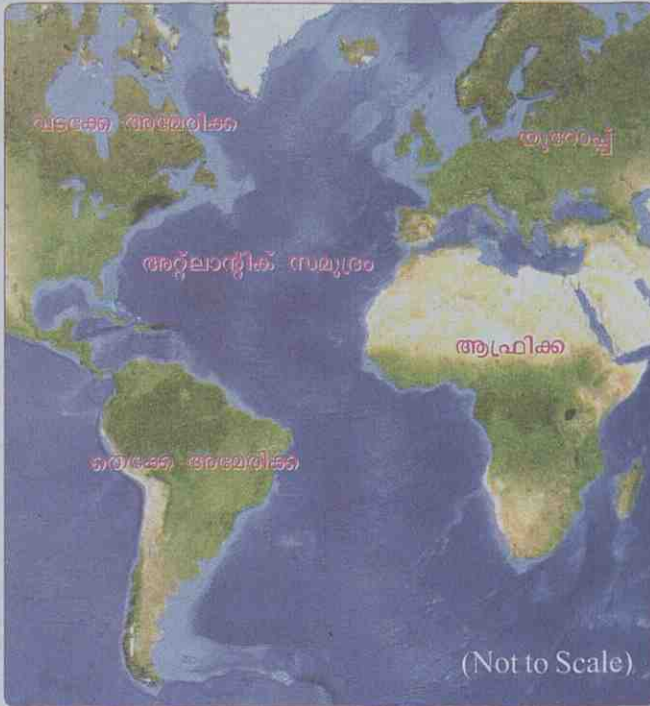 വടക്കേ അമേരിക്ക
യൂറോപ്പ്
അറ്റ്ലാന്റിക് സമുദ്രം
ആഫ്രിക്ക
തെക്കേ അമേരിക്ക
(Not to Scale)